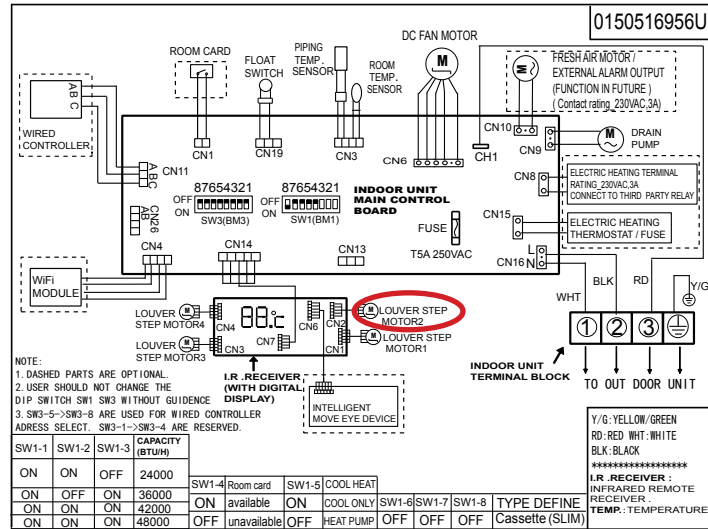 0150516956U
ROOM CARD
FLOAT
SWITCH
PIPING
TEMP.
SENSOR
ROOM
TEMP.
SENSOR
DC FAN MOTOR
M
M
FRESH AIR MOTOR /
EXTERNAL ALARM OUTPUT
(FUNCTION IN FUTURE )
( Contact rating_230VAC,3A)
A B C
WIRED
CONTROLLER
CN1
CN19
CN3
CN6
CH1
CN10
CN9
M
DRAIN
PUMP
CN11
A B C
CN8
ELECTRIC HEATING TERMINAL
RATING_230VAC,3A
CONNECT TO THIRD PARTY RELAY
87654321
OFF
ON
SW3(BM3)
87654321
OFF
ON
SW1(BM1)
INDOOR UNIT
MAIN CONTROL
BOARD
AB
CN26
CN15
ELECTRIC HEATING
THERMOSTAT / FUSE
FUSE
T5A 250VAC
CN4
CN14
CN13
L
N
CN16
WiFi
MODULE
WHT
BLK
RD
Y/G
LOUVER
STEP MOTOR4
M
CN4
CN6
CN2
M
LOUVER STEP
MOTOR2
LOUVER
STEP MOTOR3
M
CN3
CN7
CN1
M
LOUVER STEP
MOTOR1
1 2 3
INDOOR UNIT
TERMINAL BLOCK
TO OUT DOOR UNIT
I.R .RECEIVER
(WITH DIGITAL
DISPLAY)
INTELLIGENT
MOVE EYE DEVICE
NOTE:
1. DASHED PARTS ARE OPTIONAL.
2. USER SHOULD NOT CHANGE THE
DIP SWITCH SW1 SW3 WITHOUT GUIDENCE
3. SW3-5->SW3-8 ARE USED FOR WIRED CONTROLLER
ADRESS SELECT. SW3-1->SW3-4 ARE RESERVED.
SW1-1 SW1-2 SW1-3 CAPACITY (BTU/H)
ON ON OFF 24000
ON OFF ON 36000
ON ON ON 42000
ON ON ON 48000
SW1-4 Room card SW1-5 COOL HEAT
ON available ON COOL ONLY SW1-6 SW1-7 SW1-8 TYPE DEFINE
OFF unavailable OFF HEAT PUMP OFF OFF OFF Cassette (SLIM)
Y/G:YELLOW/GREEN
RD:RED WHT:WHITE
BLK:BLACK
*****************
I.R .RECEIVER :
INFRARED REMOTE
RECEIVER .
TEMP.: TEMPERATURE